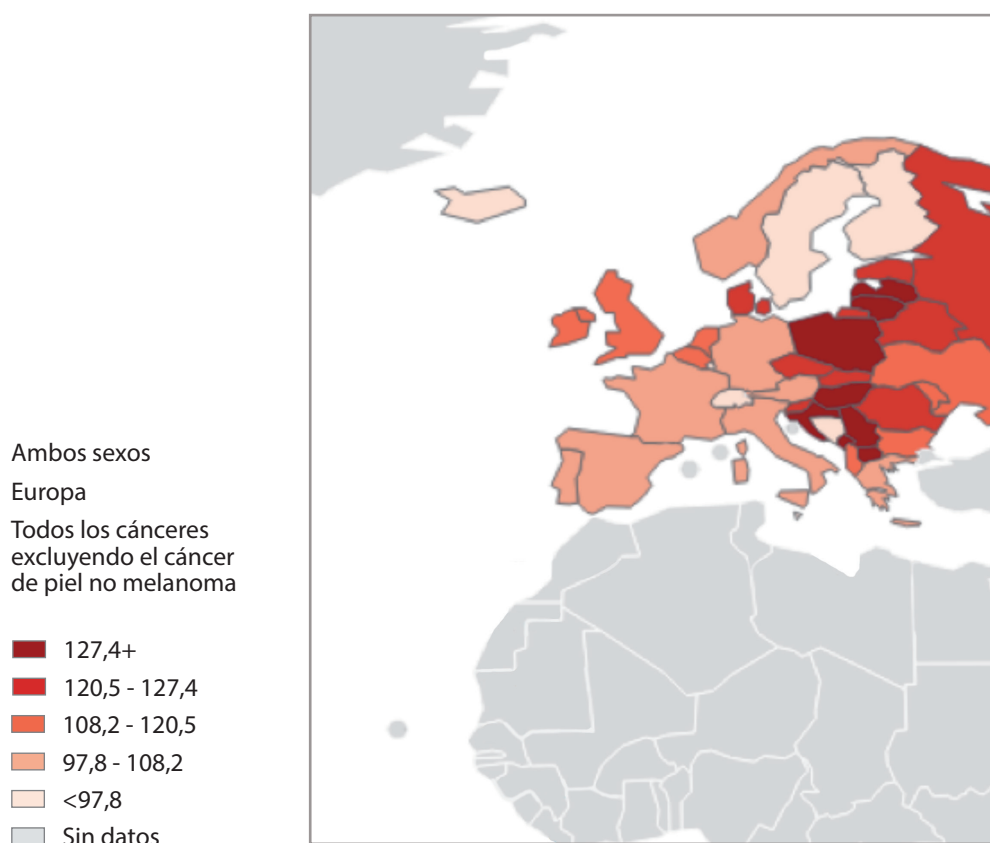 Ambos sexos
Europa
Todos los cánceres
excluyendo el cáncer
de piel no melanoma
127,4+
120,5 - 127,4
108,2 - 120,5
97,8 - 108,2
<97,8
Sin datos